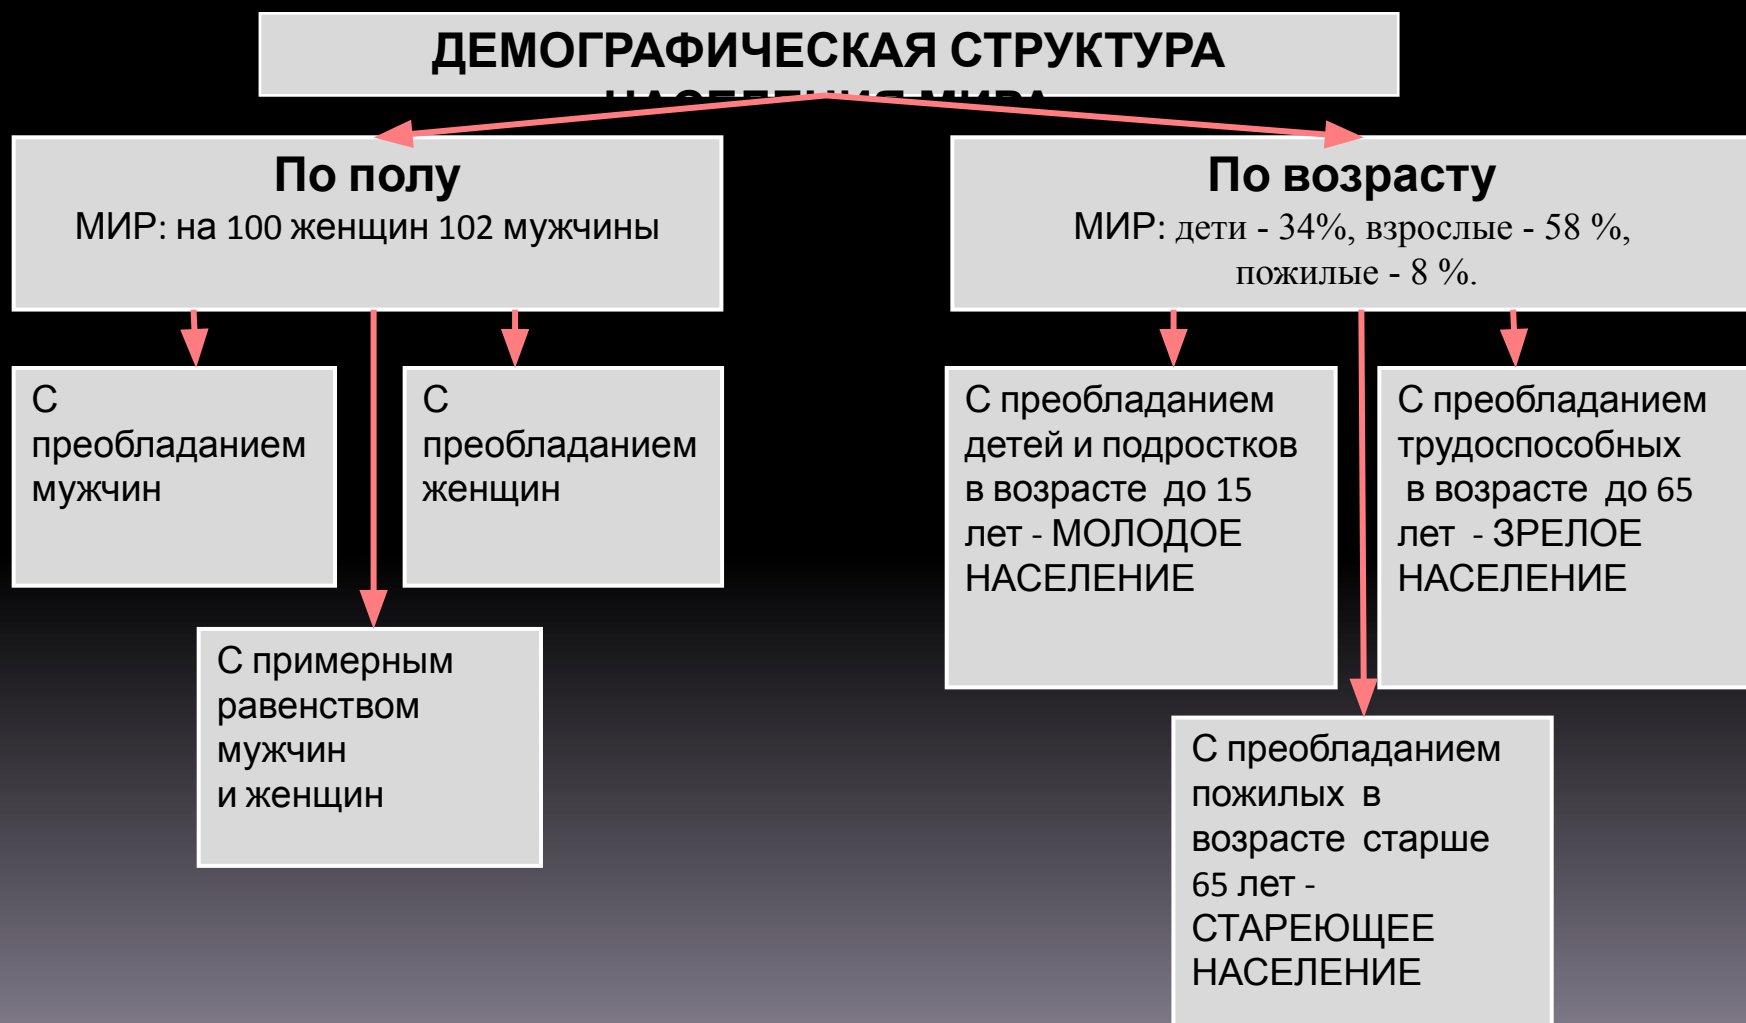 ДЕМОГРАФИЧЕСКАЯ СТРУКТУРА
НАСЕЛЕНИЯ МИРА
По полу
МИР: на 100 женщин 102 мужчины
По возрасту
МИР: дети - 34%, взрослые - 58 %,
пожилые - 8 %.
С
преобладанием
мужчин
С
преобладанием
женщин
С примерным
равенством
мужчин
и женщин
С преобладанием
детей и подростков
в возрасте до 15
лет - МОЛОДОЕ
НАСЕЛЕНИЕ
С преобладанием
трудоспособных
в возрасте до 65
лет - ЗРЕЛОЕ
НАСЕЛЕНИЕ
С преобладанием
пожилых в
возрасте старше
65 лет -
СТАРЕЮЩЕЕ
НАСЕЛЕНИЕ